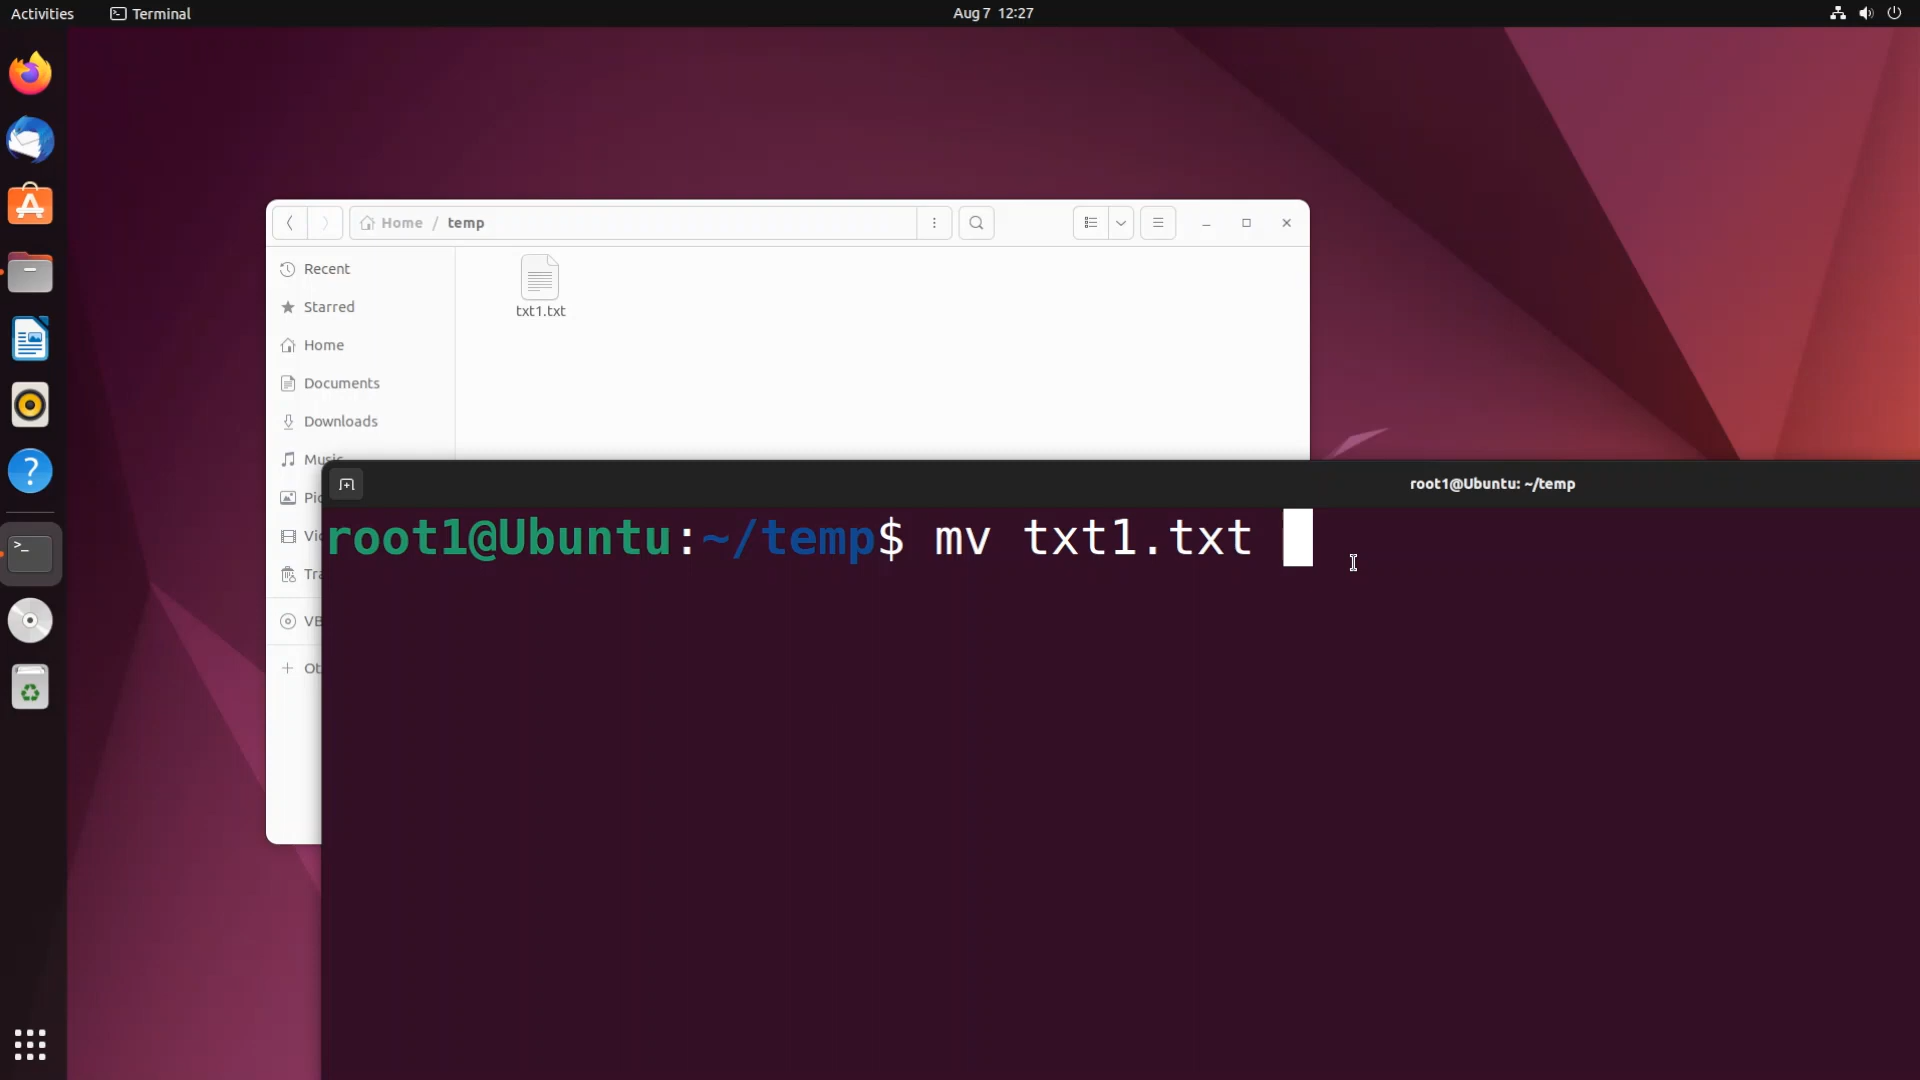 Activities
Terminal
Aug 7 12:27
Home / temp
Recent
txt1.txt
Starred
Home
Documents
Downloads
Music
root1@Ubuntu: ~/temp
root1@Ubuntu:~/temp$ mv txt1.txt